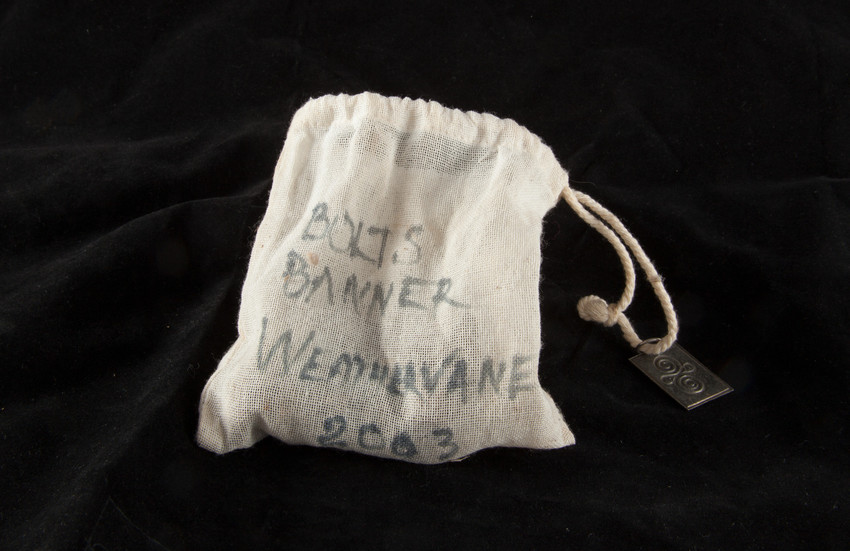 BOLTS
BANNER
WEATHERVANE
2003